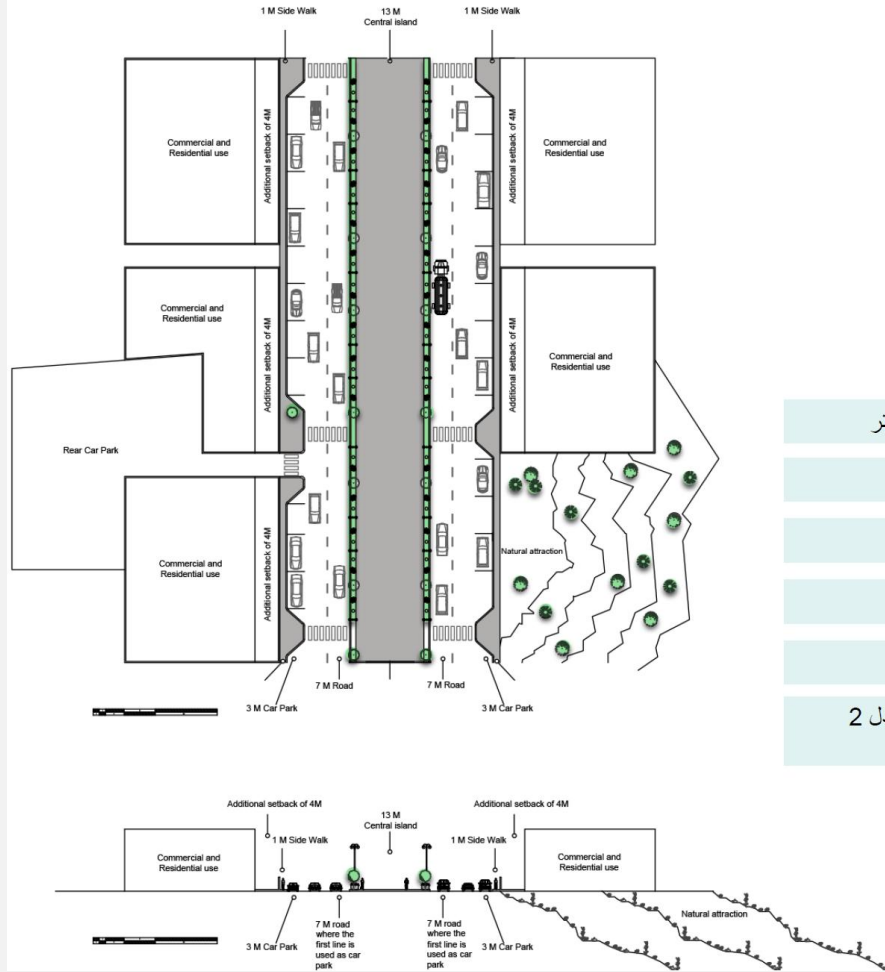 1 M Side Walk
13 M
Central island
1 M Side Walk
Commercial and
Residential use
Additional setback of 4M
Additional setback of 4M
Commercial and
Residential use
Commercial and
Residential use
Additional setback of 4M
Additional setback of 4M
Commercial and
Residential use
Rear Car Park
Commercial and
Residential use
Additional setback of 4M
Natural attraction
3 M Car Park
7 M Road
7 M Road
3 M Car Park
Additional setback of 4M
13 M
Central island
Additional setback of 4M
1 M Side Walk
1 M Side Walk
Commercial and
Residential use
Commercial and
Residential use
Natural attraction
3 M Car Park
7 M road
where the
first line is
used as car
park
7 M road
where the
first line is
used as car
park
3 M Car Park
2